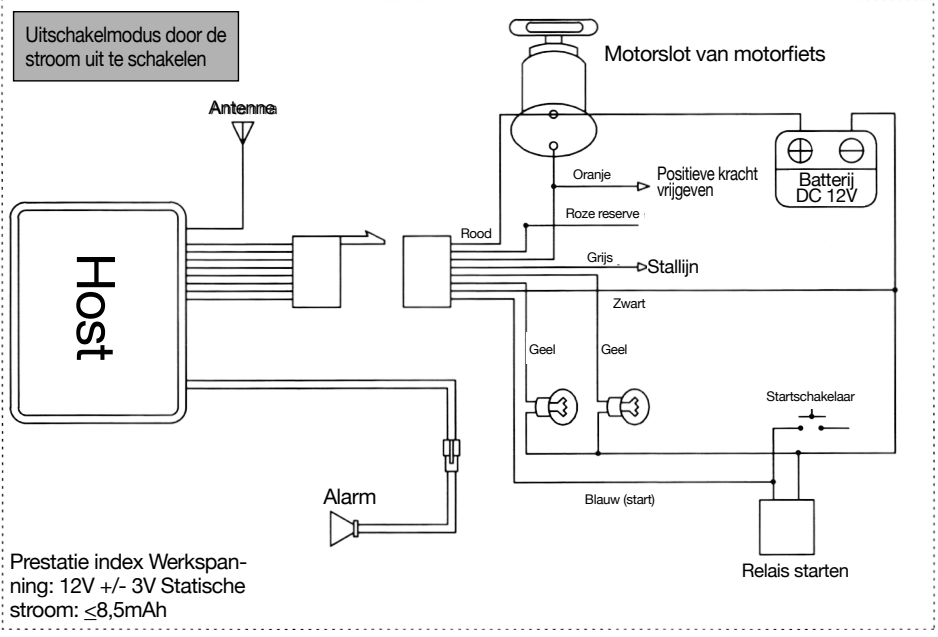 Uitschakelmodus door de
stroom uit te schakelen
Motorslot van motorfiets
Antenne
Batterij
DC 12V
Oranje
Positieve kracht
vrijgeven
Roze reserve
Rood
Grijs
Stallijn
Zwart
Host
Geel
Geel
Startschakelaar
Alarm
Blauw (start)
Relais starten
Prestatie index Werkspan-
ning: 12V +/- 3V Statische
stroom: ≤8,5mAh